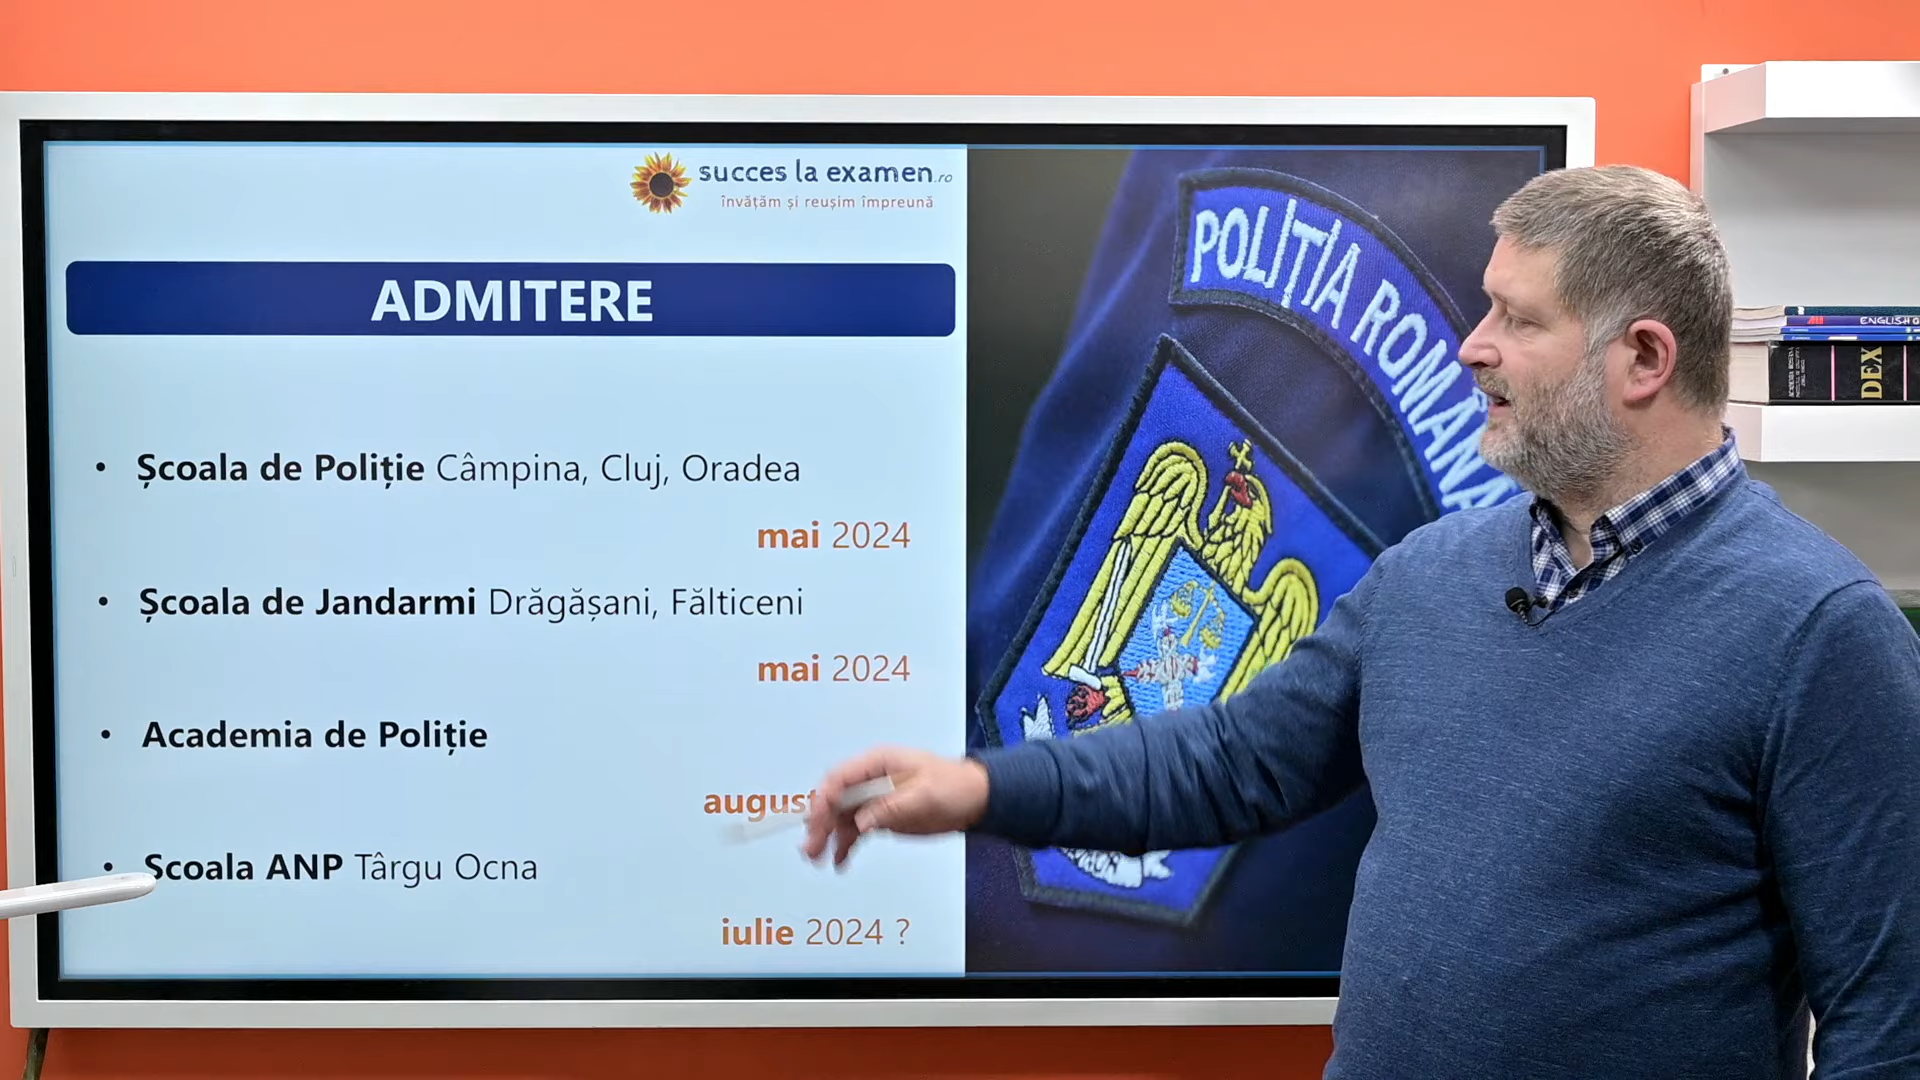 succes la examen.ro
învățăm și reușim împreună
ADMITERE
• Școala de Poliție Câmpina, Cluj, Oradea
mai 2024
• Școala de Jandarmi Drăgășani, Fălticeni
mai 2024
• Academia de Poliție
august
• Școala ANP Târgu Ocna
iulie 2024 ?
POLIȚIA ROMÂNĂ
ENGLISH
DEX